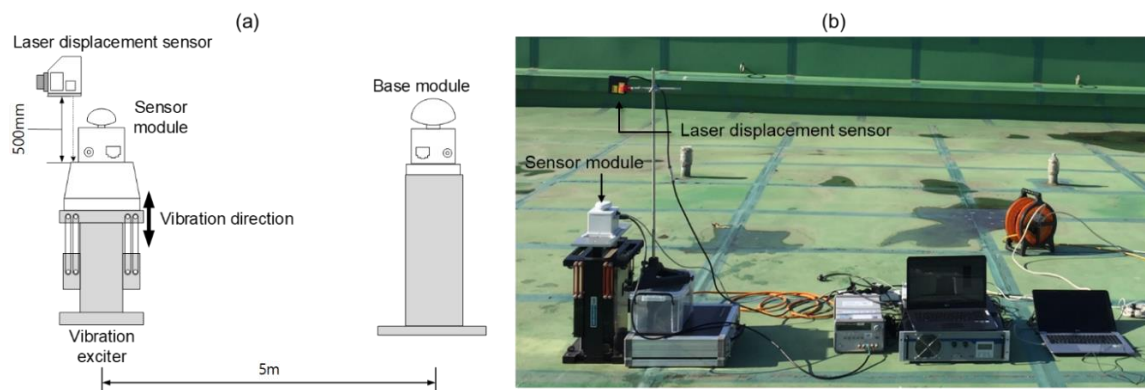 (a)
Laser displacement sensor
500mm
Sensor
module
Base module
Vibration direction
Vibration
exciter
5m
(b)
Laser displacement sensor
Sensor module